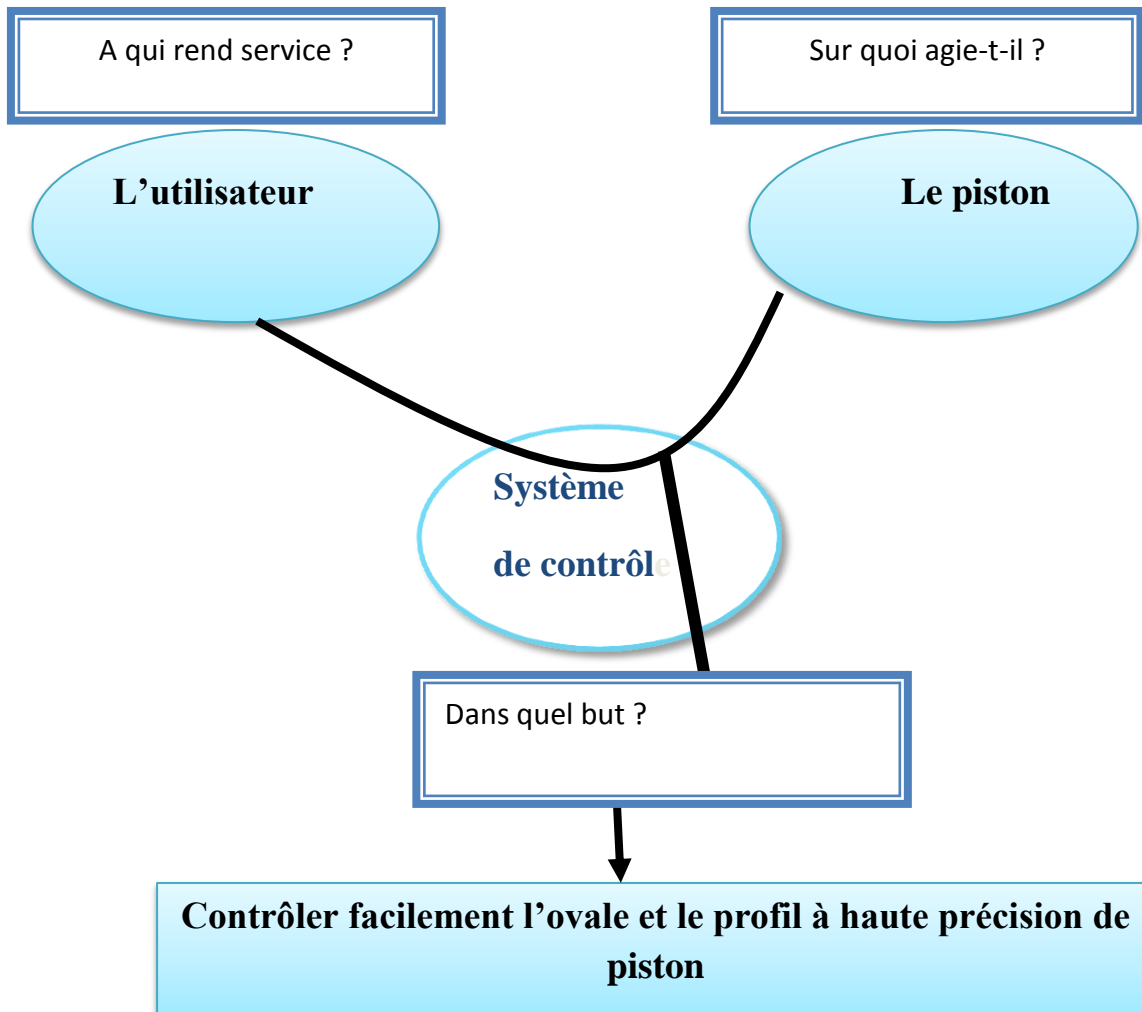 A qui rend service ?
Sur quoi agie-t-il ?
L’utilisateur
Le piston
Système
de contrôle
Dans quel but ?
Contrôler facilement l’ovale et le profil à haute précision de
piston